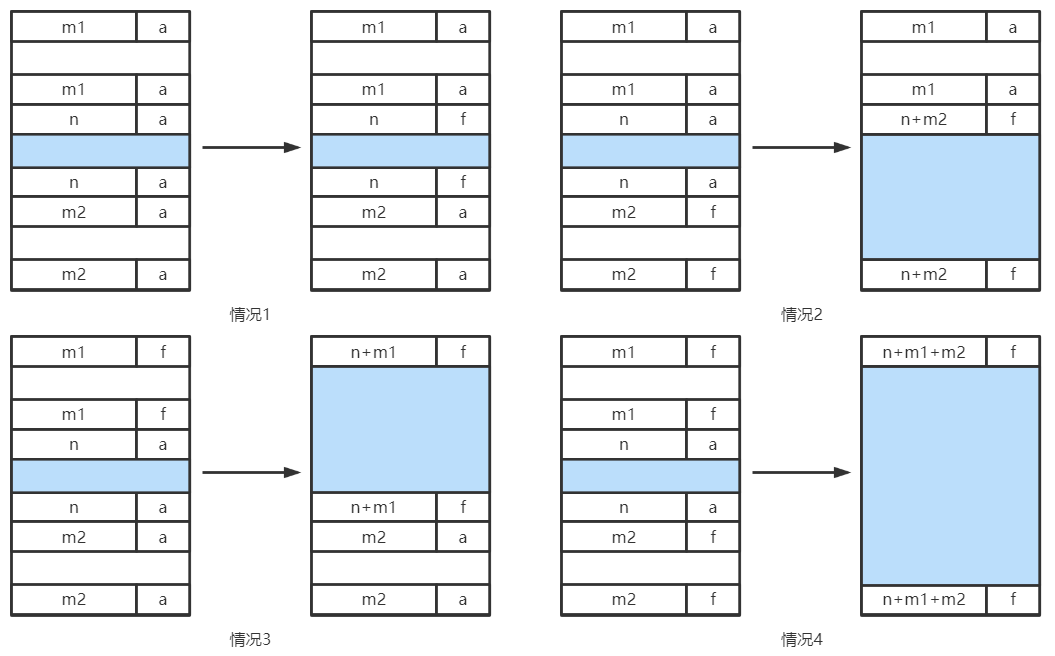 m1 a m1 a m1 a m1 a
m1 a m1 a m1 a m1 a
n a n f n a n+m2 f
n a n f n a
m2 a m2 a m2 f
m2 a m2 a m2 f n+m2 f
情况1 情况2
m1 f n+m1 f m1 f n+m1+m2 f
m1 f m1 f
n a n a
n a n+m1 f n a
m2 a m2 a m2 f
m2 a m2 a m2 f n+m1+m2 f
情况3 情况4